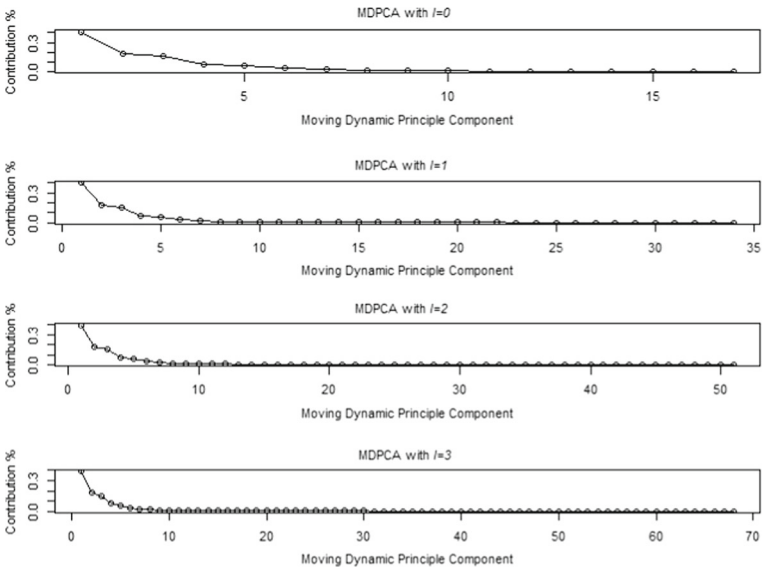 MDPCA with l=0
Contribution %
0.3
0.0
5 10 15
Moving Dynamic Principle Component
MDPCA with l=1
Contribution %
0.3
0.0
0 5 10 15 20 25 30 35
Moving Dynamic Principle Component
MDPCA with l=2
Contribution %
0.3
0.0
0 10 20 30 40 50
Moving Dynamic Principle Component
MDPCA with l=3
Contribution %
0.3
0.0
0 10 20 30 40 50 60 70
Moving Dynamic Principle Component